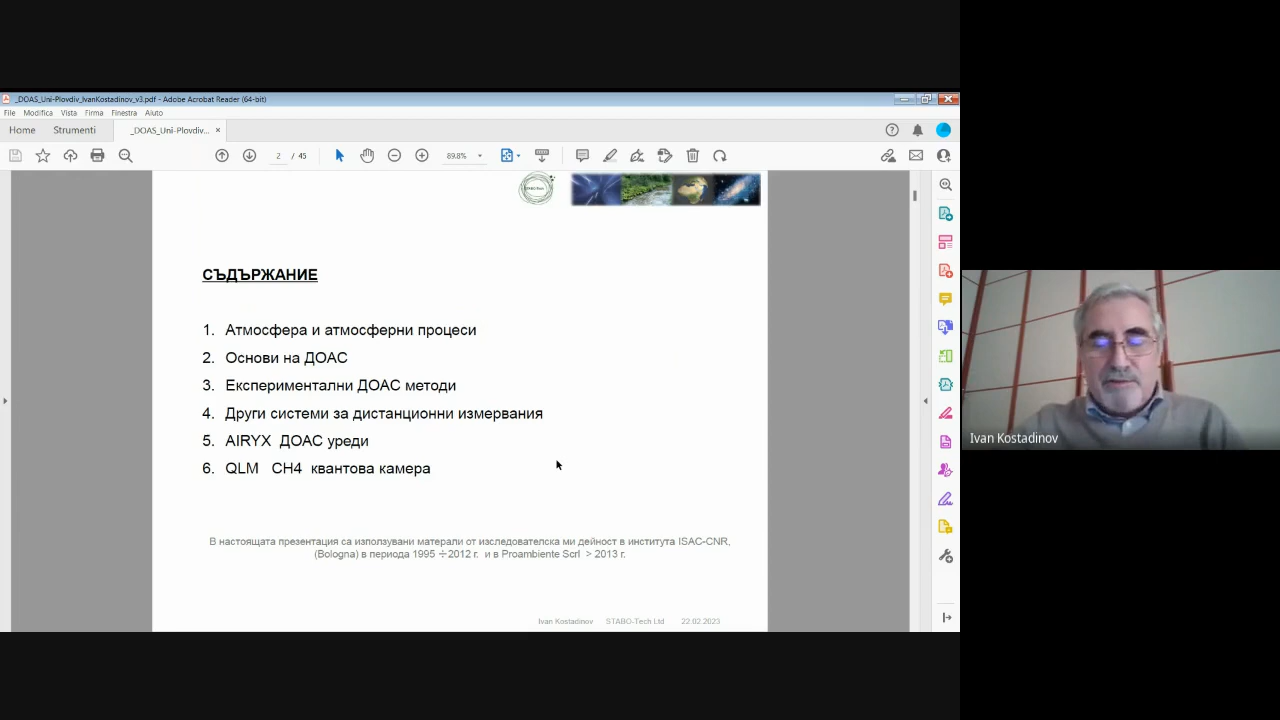 _DOAS_Uni-Plovdiv_IvanKostadinov_v3.pdf - Adobe Acrobat Reader (64-bit)
File Modifica Vista Firma Finestra Aiuto
Home Strumenti _DOAS_Uni-Plovdiv... ×
2 / 45 89.8%
СЪДЪРЖАНИЕ
1. Атмосфера и атмосферни процеси
2. Основи на ДОАС
3. Експериментални ДОАС методи
4. Други системи за дистанционни измервания
5. AIRYX ДОАС уреди
6. QLM CH4 квантова камера
В настоящата презентация са използувани матерали от изследователска ми дейност в института ISAC-CNR,
(Bologna) в периода 1995 ÷2012 г. и в Proambiente Scrl > 2013 г.
Ivan Kostadinov STABO-Tech Ltd 22.02.2023
Ivan Kostadinov